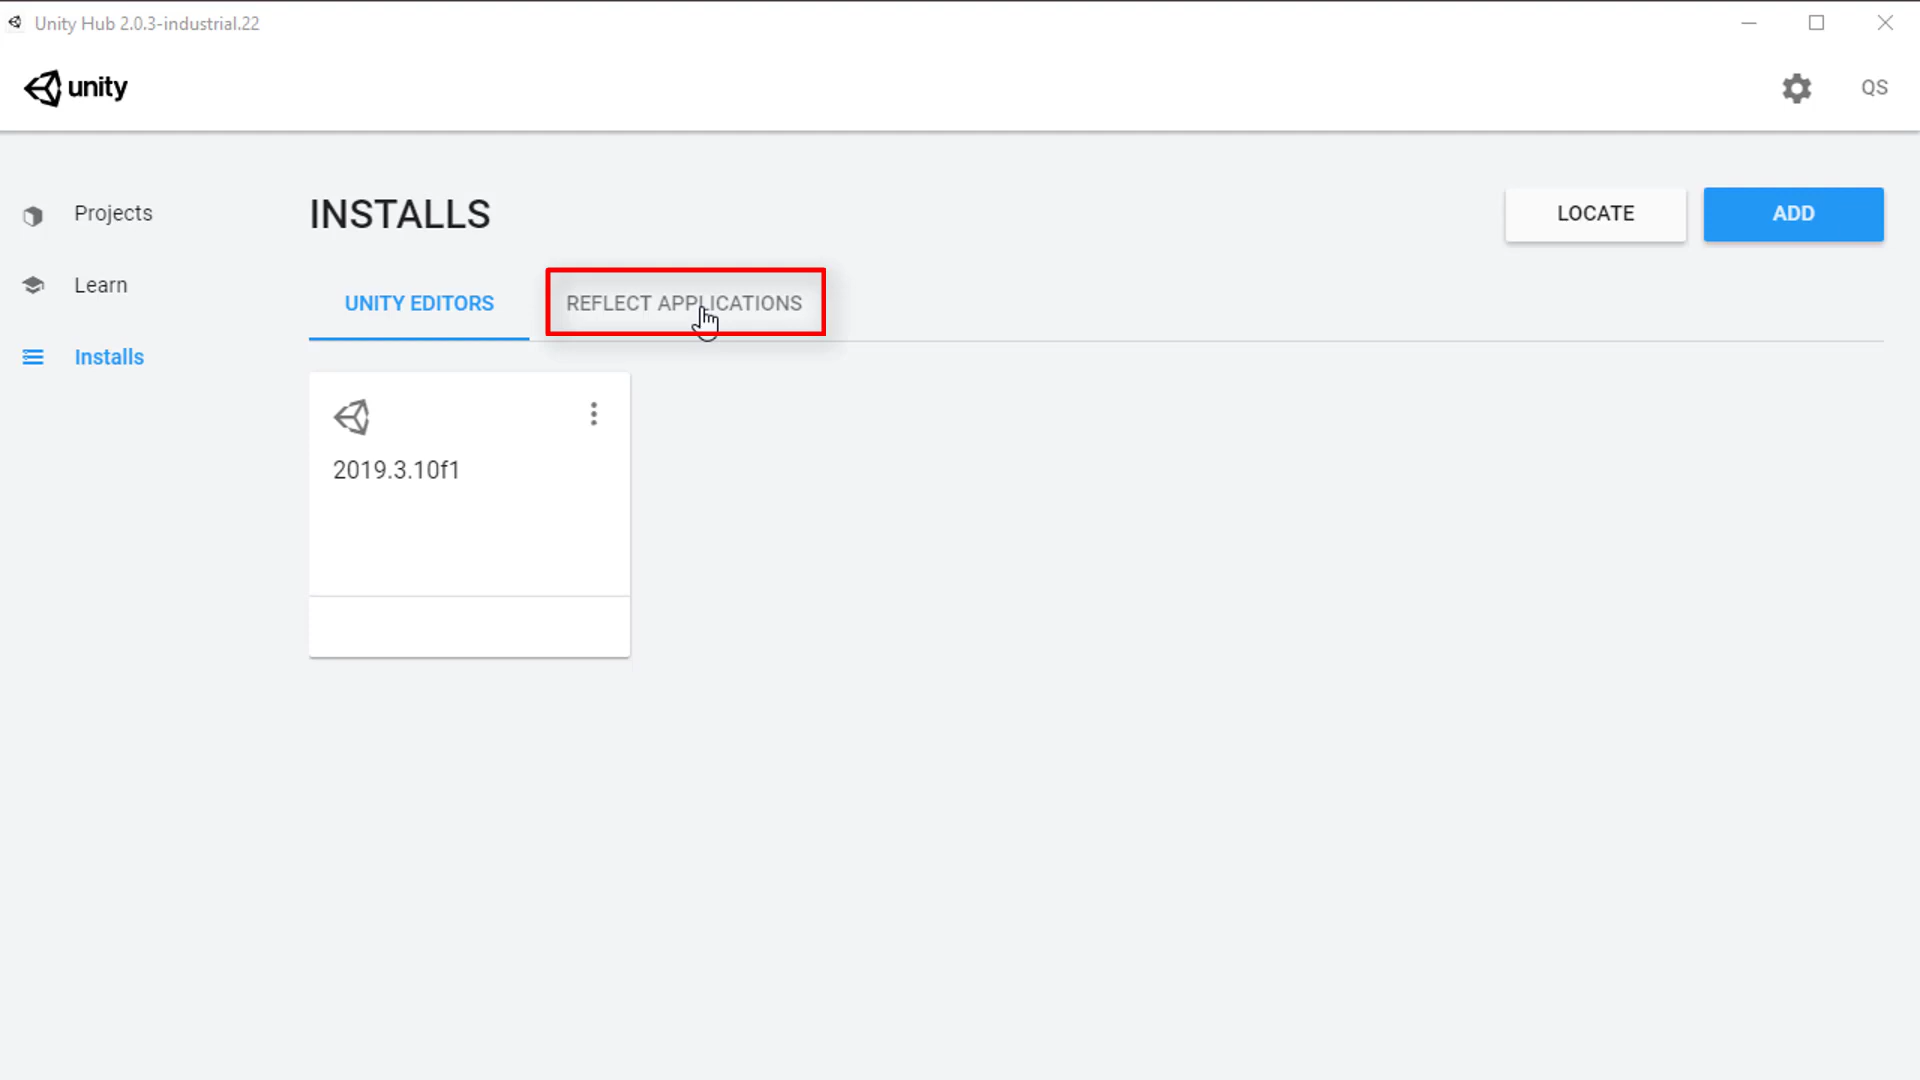 Unity Hub 2.0.3-industrial.22
unity
QS
Projects
Learn
Installs
INSTALLS
LOCATE
ADD
UNITY EDITORS
REFLECT APPLICATIONS
2019.3.10f1